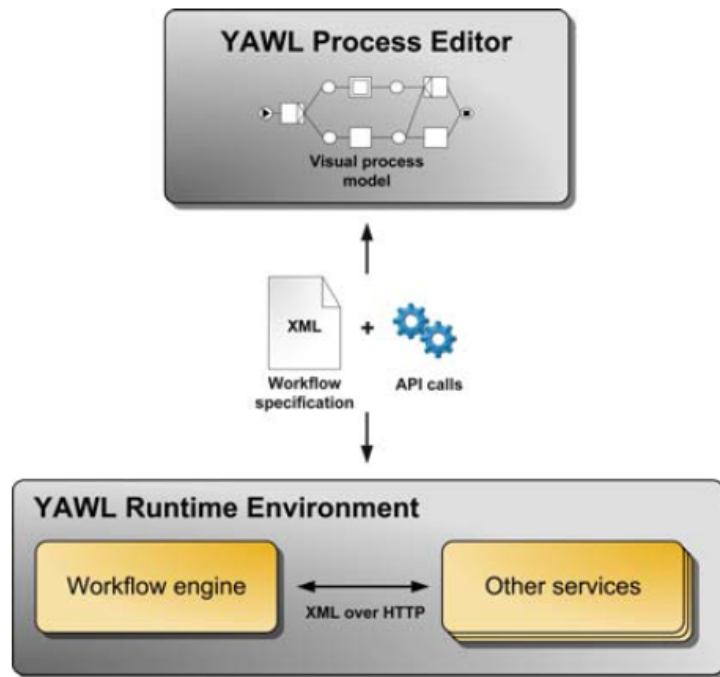 YAWL Process Editor
Visual process
model
XML
+
Workflow
specification
API calls
YAWL Runtime Environment
Workflow engine
XML over HTTP
Other services